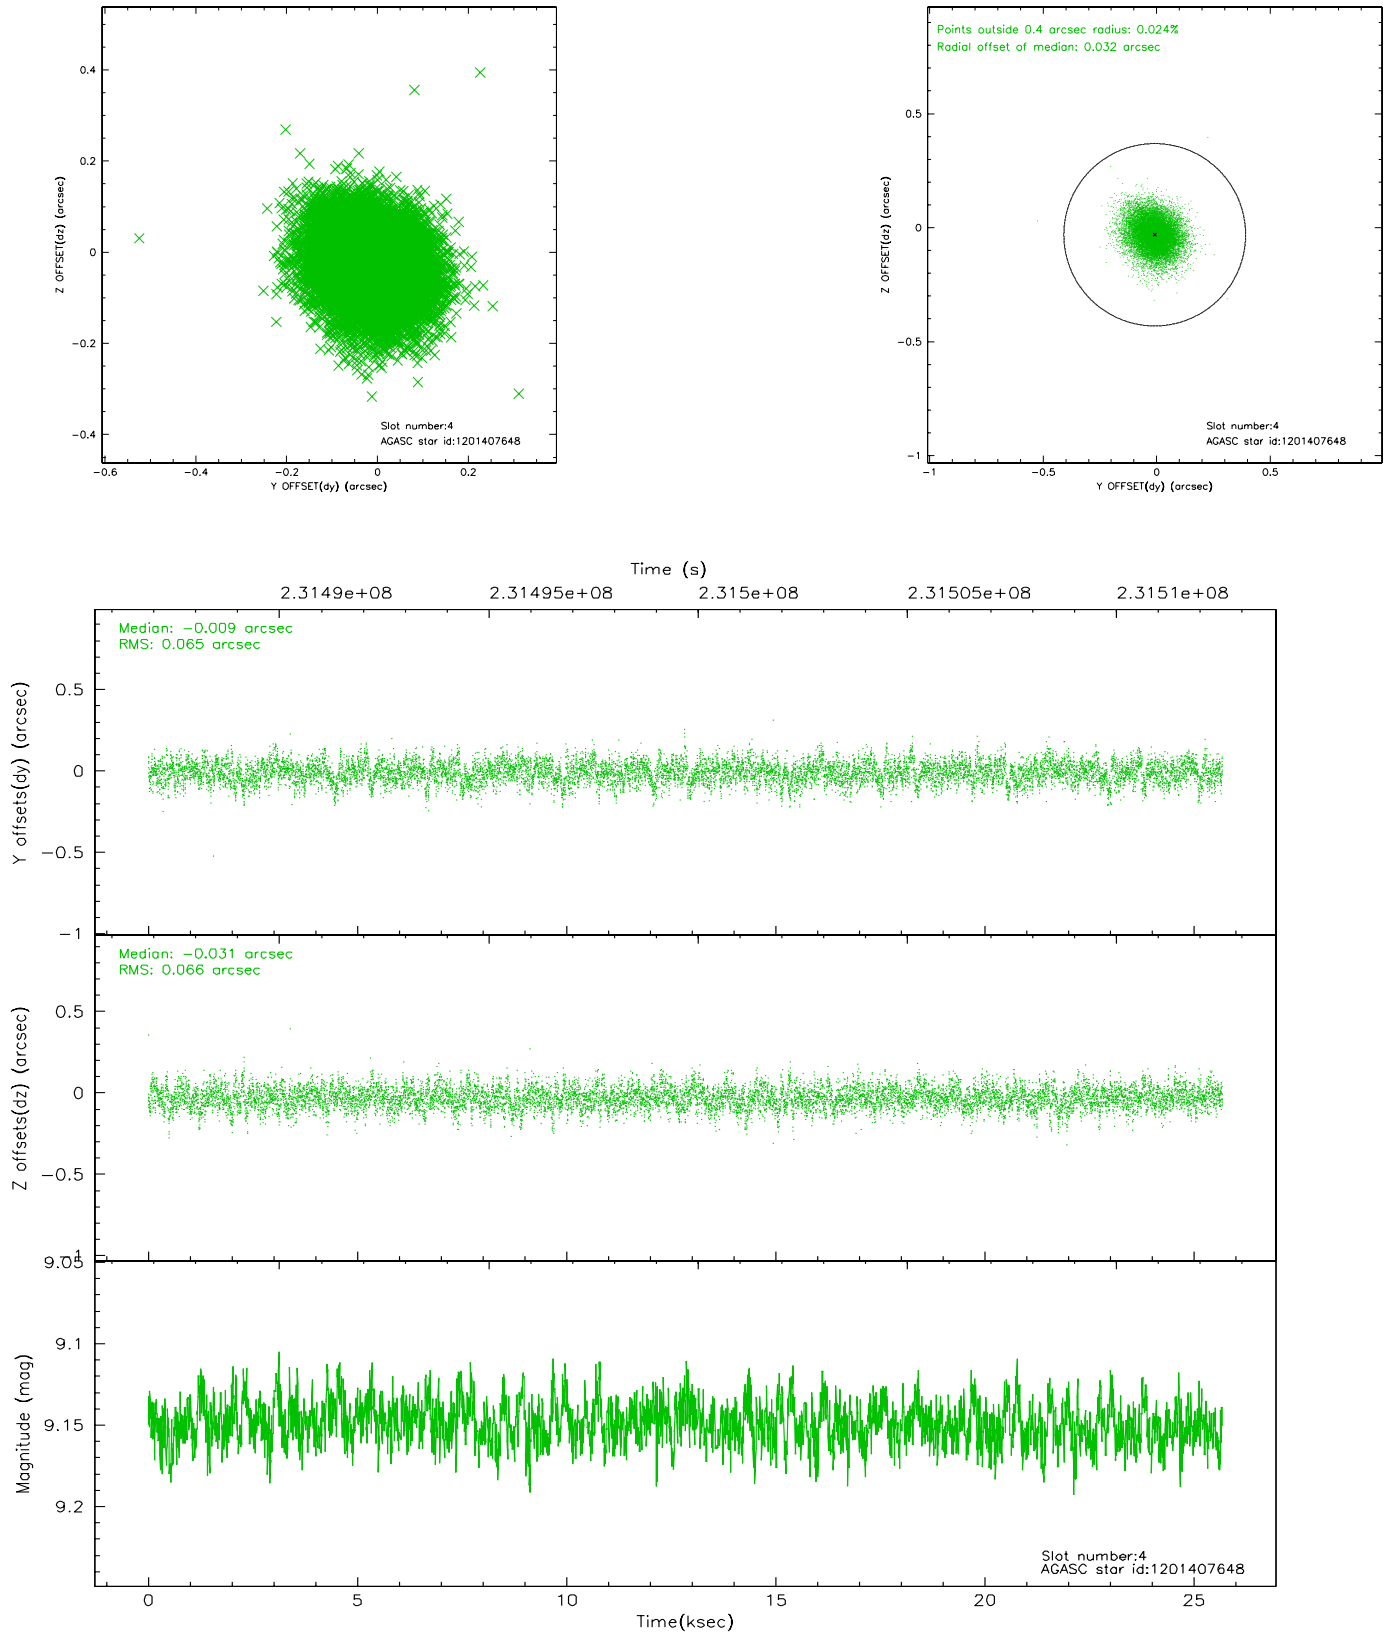 0.4
0.2
0
-0.2
-0.4
Z OFFSET(dz) (arcsec)
Slot number:4
AGASC star id:1201407648
-0.6 -0.4 -0.2 0 0.2
Y OFFSET(dy) (arcsec)
Points outside 0.4 arcsec radius: 0.024%
Radial offset of median: 0.032 arcsec
0.5
0
-0.5
-1
Z OFFSET(dz) (arcsec)
Slot number:4
AGASC star id:1201407648
-1 -0.5 0 0.5
Y OFFSET(dy) (arcsec)
Time (s)
2.3149e+08 2.31495e+08 2.315e+08 2.31505e+08 2.3151e+08
Median: -0.009 arcsec
RMS: 0.065 arcsec
0.5
0
-0.5
-1
Y offsets(dy) (arcsec)
Median: -0.031 arcsec
RMS: 0.066 arcsec
0.5
0
-0.5
-1
Z offsets(dz) (arcsec)
9.05
9.1
9.15
9.2
Magnitude (mag)
Slot number:4
AGASC star id:1201407648
0 5 10 15 20 25
Time(ksec)